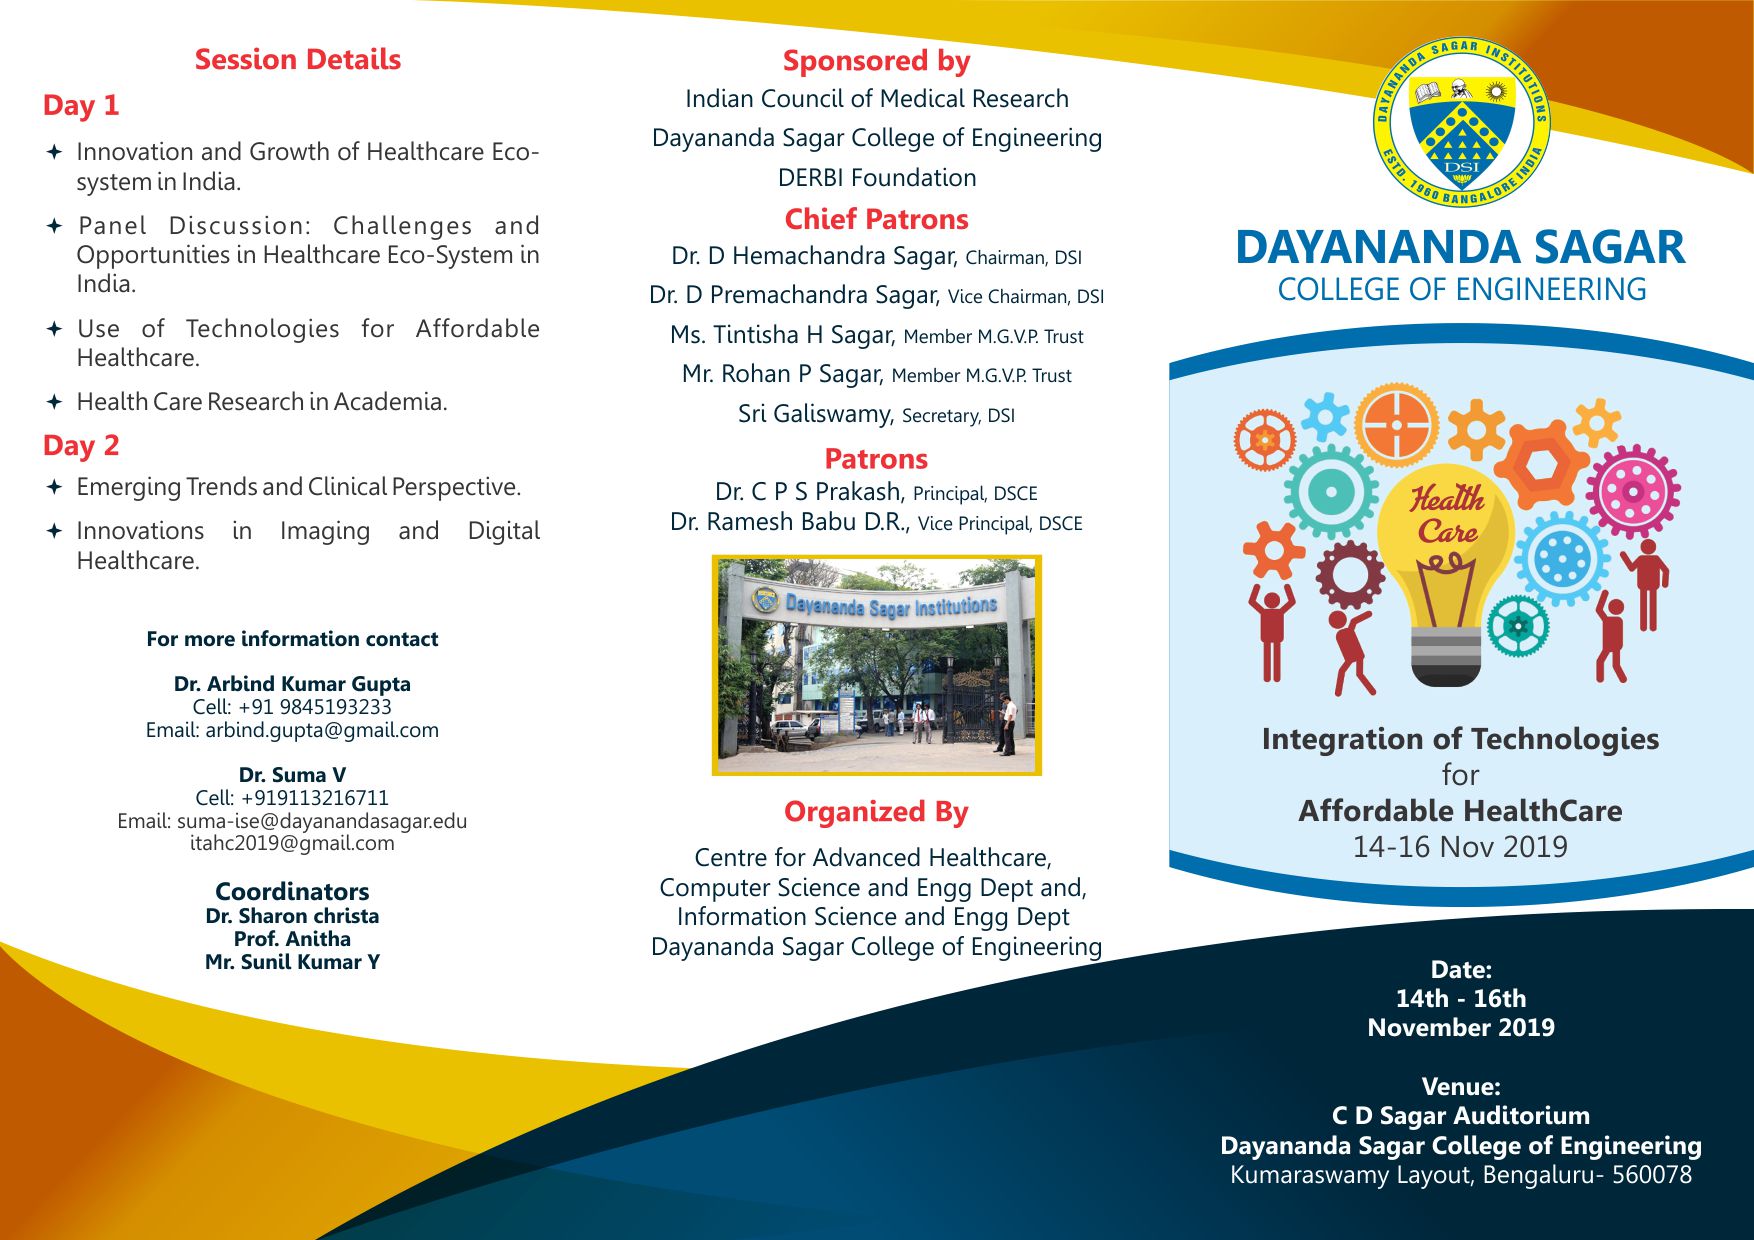 Session Details
Day 1
Innovation and Growth of Healthcare Eco-
system in India.
Panel Discussion: Challenges and
Opportunities in Healthcare Eco-System in
India.
Use of Technologies for Affordable
Healthcare.
Health Care Research in Academia.
Day 2
Emerging Trends and Clinical Perspective.
Innovations in Imaging and Digital
Healthcare.
For more information contact
Dr. Arbind Kumar Gupta
Cell: +91 9845193233
Email: arbind.gupta@gmail.com
Dr. Suma V
Cell: +919113216711
Email: suma-ise@dayanandasagar.edu
itahc2019@gmail.com
Coordinators
Dr. Sharon christa
Prof. Anitha
Mr. Sunil Kumar Y
Sponsored by
Indian Council of Medical Research
Dayananda Sagar College of Engineering
DERBI Foundation
Chief Patrons
Dr. D Hemachandra Sagar, Chairman, DSI
Dr. D Premachandra Sagar, Vice Chairman, DSI
Ms. Tintisha H Sagar, Member M.G.V.P. Trust
Mr. Rohan P Sagar, Member M.G.V.P. Trust
Sri Galiswamy, Secretary, DSI
Patrons
Dr. C P S Prakash, Principal, DSCE
Dr. Ramesh Babu D.R., Vice Principal, DSCE
Dayananda Sagar Institutions
Organized By
Centre for Advanced Healthcare,
Computer Science and Engg Dept and,
Information Science and Engg Dept
Dayananda Sagar College of Engineering
DAYANANDA SAGAR INSTITUTIONS
DSI
ESTD. 1960 BANGALORE INDIA
DAYANANDA SAGAR
COLLEGE OF ENGINEERING
Health
Care
Integration of Technologies
for
Affordable HealthCare
14-16 Nov 2019
Date:
14th - 16th
November 2019
Venue:
C D Sagar Auditorium
Dayananda Sagar College of Engineering
Kumaraswamy Layout, Bengaluru- 560078